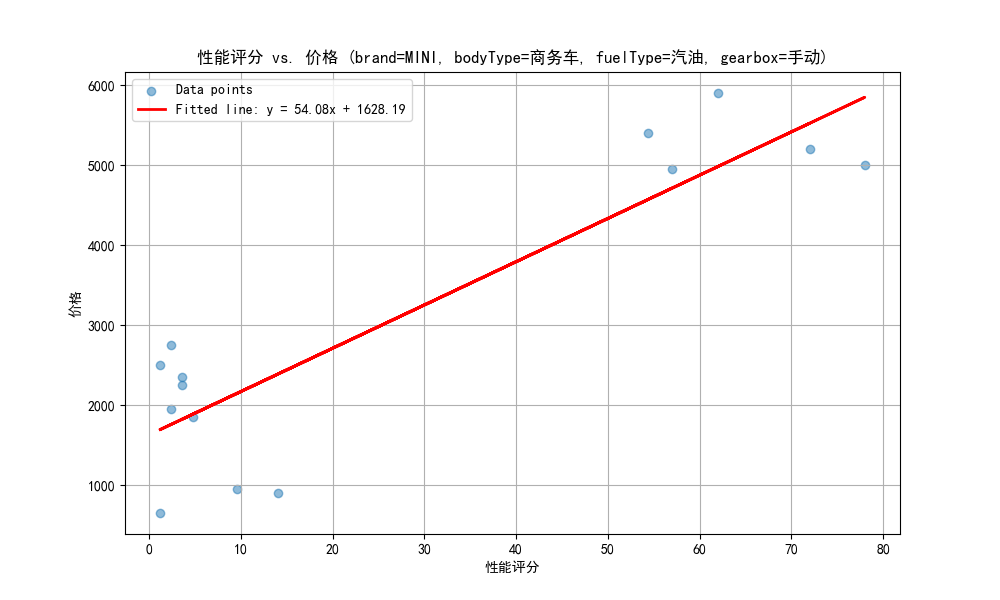 性能评分 vs. 价格 (brand=MINI, bodyType=商务车, fuelType=汽油, gearbox=手动)
Data points
Fitted line: y = 54.08x + 1628.19
6000
5000
4000
3000
2000
1000
价格
0 10 20 30 40 50 60 70 80
性能评分